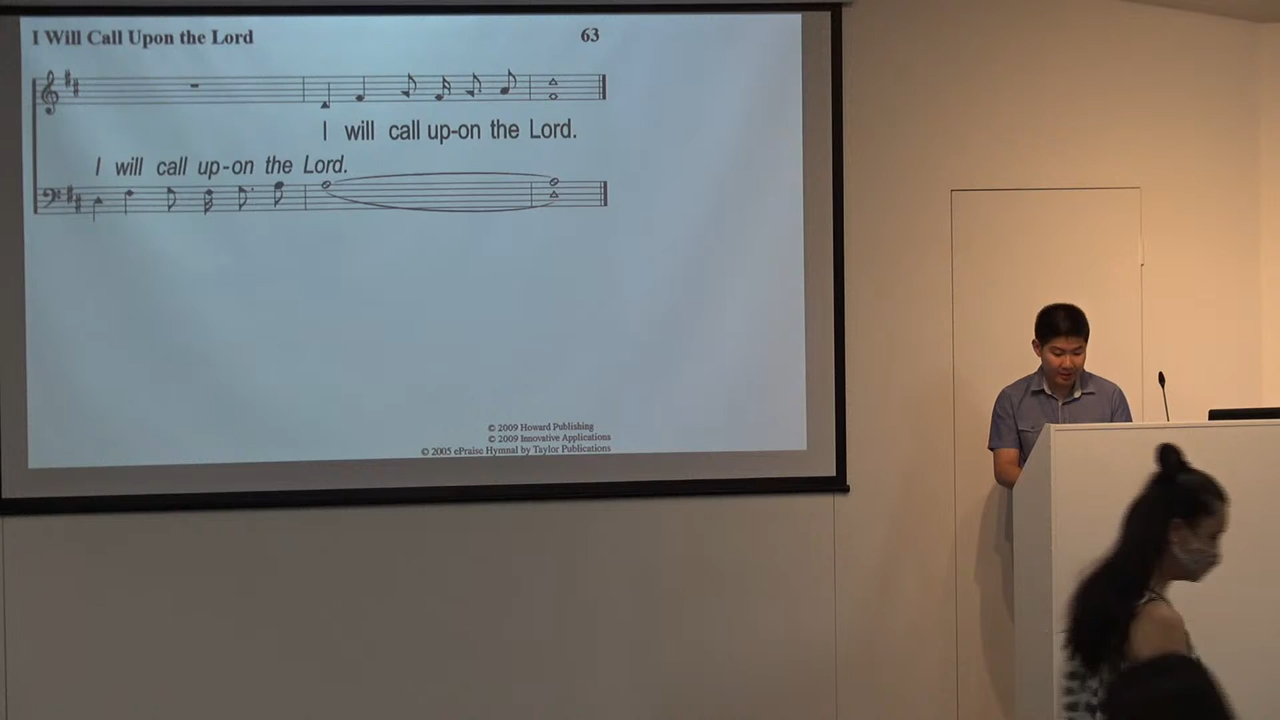 I Will Call Upon the Lord 63
I will call up-on the Lord.
I will call up-on the Lord.
© 2009 Howard Publishing
© 2009 Innovative Applications
© 2005 ePraise Hymnal by Taylor Publications